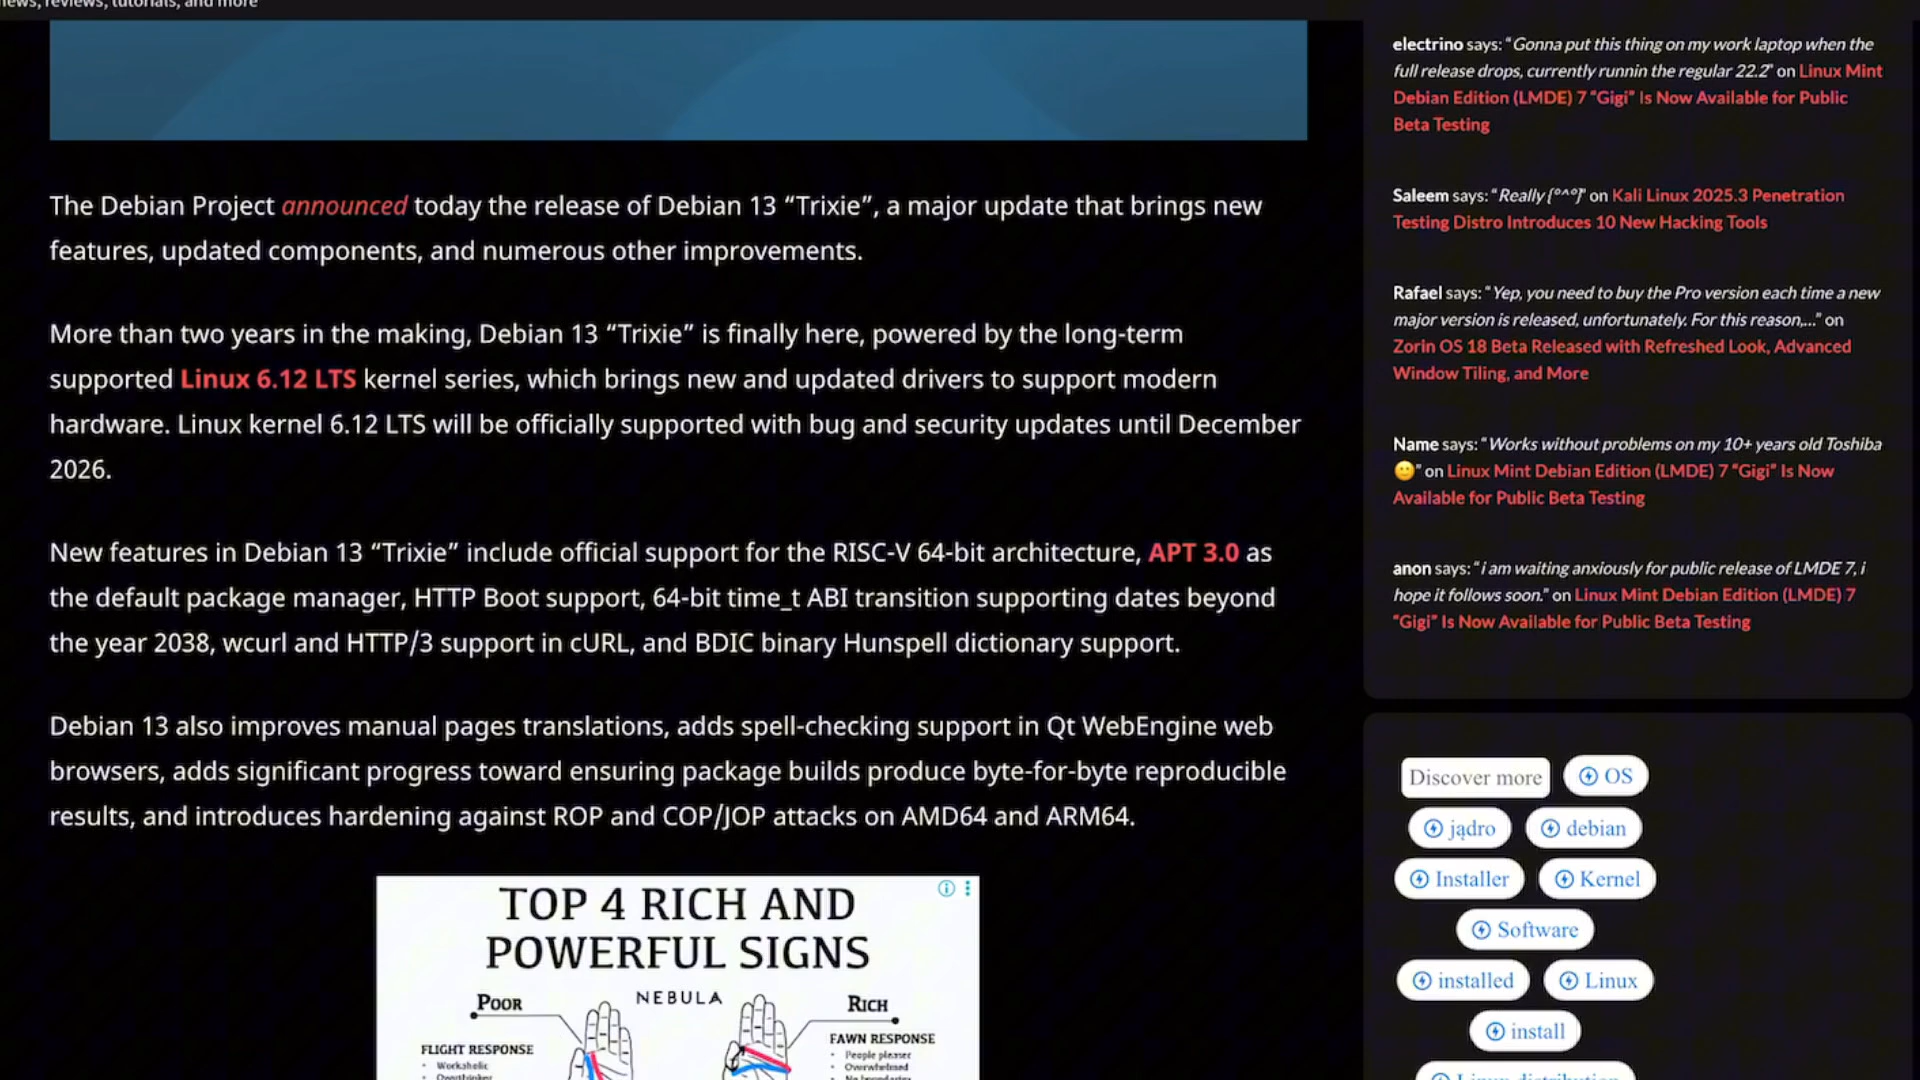 news, reviews, tutorials, and more
The Debian Project announced today the release of Debian 13 “Trixie”, a major update that brings new
features, updated components, and numerous other improvements.
More than two years in the making, Debian 13 “Trixie” is finally here, powered by the long-term
supported Linux 6.12 LTS kernel series, which brings new and updated drivers to support modern
hardware. Linux kernel 6.12 LTS will be officially supported with bug and security updates until December
2026.
New features in Debian 13 “Trixie” include official support for the RISC-V 64-bit architecture, APT 3.0 as
the default package manager, HTTP Boot support, 64-bit time_t ABI transition supporting dates beyond
the year 2038, wcurl and HTTP/3 support in cURL, and BDIC binary Hunspell dictionary support.
Debian 13 also improves manual pages translations, adds spell-checking support in Qt WebEngine web
browsers, adds significant progress toward ensuring package builds produce byte-for-byte reproducible
results, and introduces hardening against ROP and COP/JOP attacks on AMD64 and ARM64.
TOP 4 RICH AND
POWERFUL SIGNS
NEBULA
POOR
RICH
FLIGHT RESPONSE
• Workaholic
• Overthinker
FAWN RESPONSE
• People pleaser
• Overwhelmed
• No boundaries
electrino says: “Gonna put this thing on my work laptop when the
full release drops, currently runnin the regular 22.2” on Linux Mint
Debian Edition (LMDE) 7 “Gigi” Is Now Available for Public
Beta Testing
Saleem says: “Really [°^°]” on Kali Linux 2025.3 Penetration
Testing Distro Introduces 10 New Hacking Tools
Rafael says: “Yep, you need to buy the Pro version each time a new
major version is released, unfortunately. For this reason,…” on
Zorin OS 18 Beta Released with Refreshed Look, Advanced
Window Tiling, and More
Name says: “Works without problems on my 10+ years old Toshiba
🙂” on Linux Mint Debian Edition (LMDE) 7 “Gigi” Is Now
Available for Public Beta Testing
anon says: “i am waiting anxiously for public release of LMDE 7, i
hope it follows soon.” on Linux Mint Debian Edition (LMDE) 7
“Gigi” Is Now Available for Public Beta Testing
Discover more OS
jądro debian
Installer Kernel
Software
installed Linux
install
Linux distribution